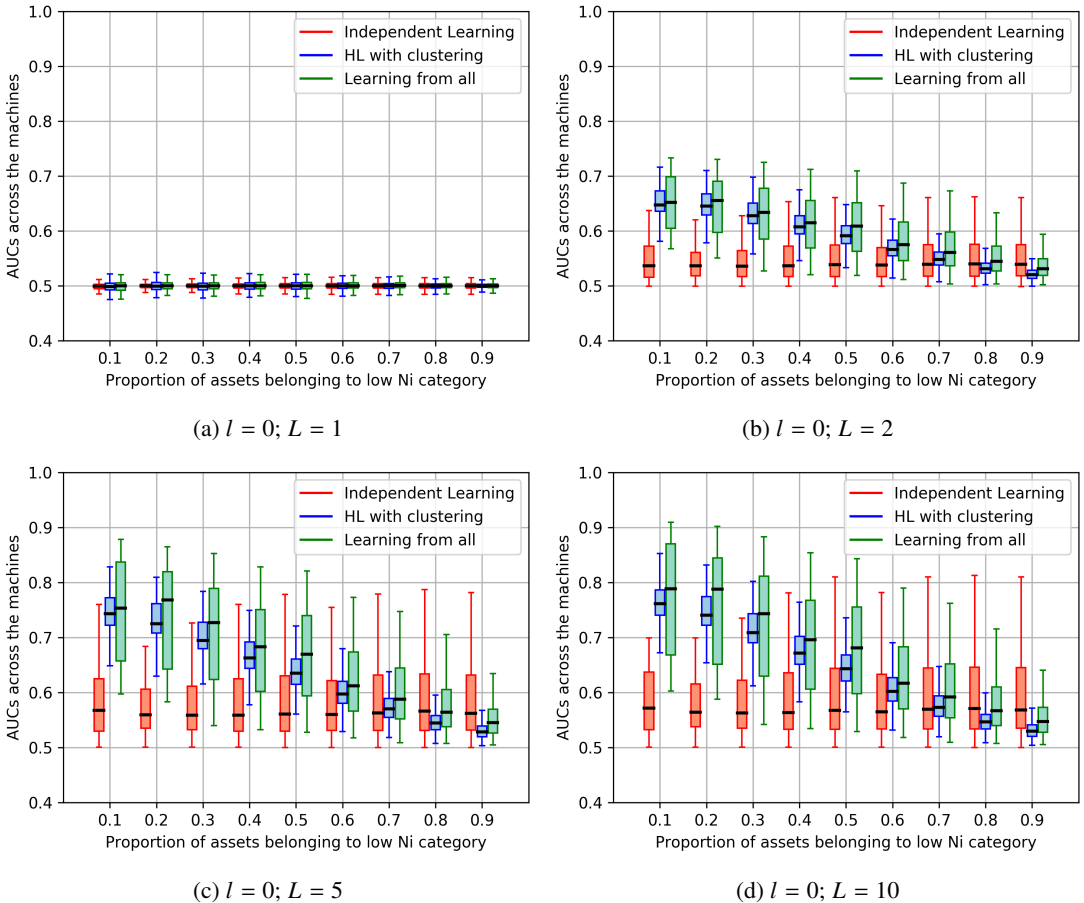 1.0
0.9
0.8
0.7
0.6
0.5
0.4
AUCs across the machines
Independent Learning
HL with clustering
Learning from all
0.1 0.2 0.3 0.4 0.5 0.6 0.7 0.8 0.9
Proportion of assets belonging to low Ni category
(a) l = 0; L = 1
1.0
0.9
0.8
0.7
0.6
0.5
0.4
AUCs across the machines
Independent Learning
HL with clustering
Learning from all
0.1 0.2 0.3 0.4 0.5 0.6 0.7 0.8 0.9
Proportion of assets belonging to low Ni category
(b) l = 0; L = 2
1.0
0.9
0.8
0.7
0.6
0.5
0.4
AUCs across the machines
Independent Learning
HL with clustering
Learning from all
0.1 0.2 0.3 0.4 0.5 0.6 0.7 0.8 0.9
Proportion of assets belonging to low Ni category
(c) l = 0; L = 5
1.0
0.9
0.8
0.7
0.6
0.5
0.4
AUCs across the machines
Independent Learning
HL with clustering
Learning from all
0.1 0.2 0.3 0.4 0.5 0.6 0.7 0.8 0.9
Proportion of assets belonging to low Ni category
(d) l = 0; L = 10